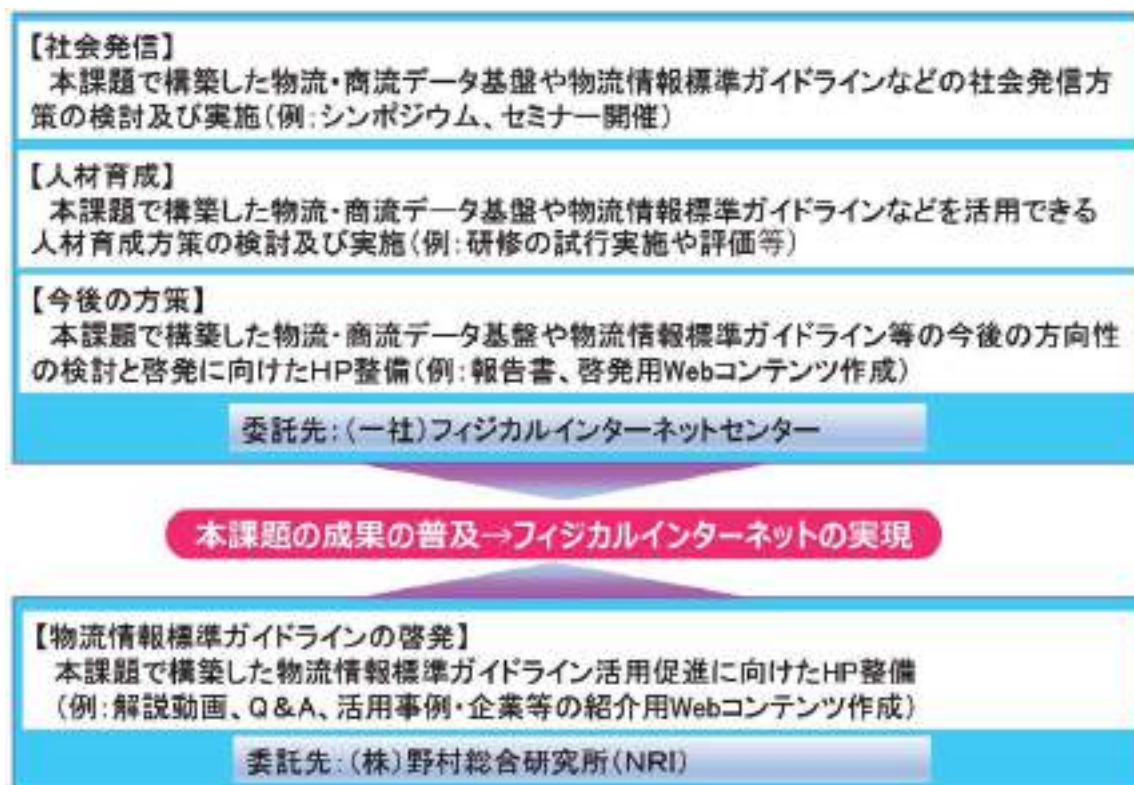 【社会発信】
本課題で構築した物流・商流データ基盤や物流情報標準ガイドラインなどの社会発信方
策の検討及び実施(例:シンポジウム、セミナー開催)
【人材育成】
本課題で構築した物流・商流データ基盤や物流情報標準ガイドラインなどを活用できる
人材育成方策の検討及び実施(例:研修の試行実施や評価等)
【今後の方策】
本課題で構築した物流・商流データ基盤や物流情報標準ガイドライン等の今後の方向性
の検討と啓発に向けたHP整備(例:報告書、啓発用Webコンテンツ作成)
委託先:(一社)フィジカルインターネットセンター
本課題の成果の普及→フィジカルインターネットの実現
【物流情報標準ガイドラインの啓発】
本課題で構築した物流情報標準ガイドライン活用促進に向けたHP整備
(例:解説動画、Q&A、活用事例・企業等の紹介用Webコンテンツ作成)
委託先:(株)野村総合研究所(NRI)